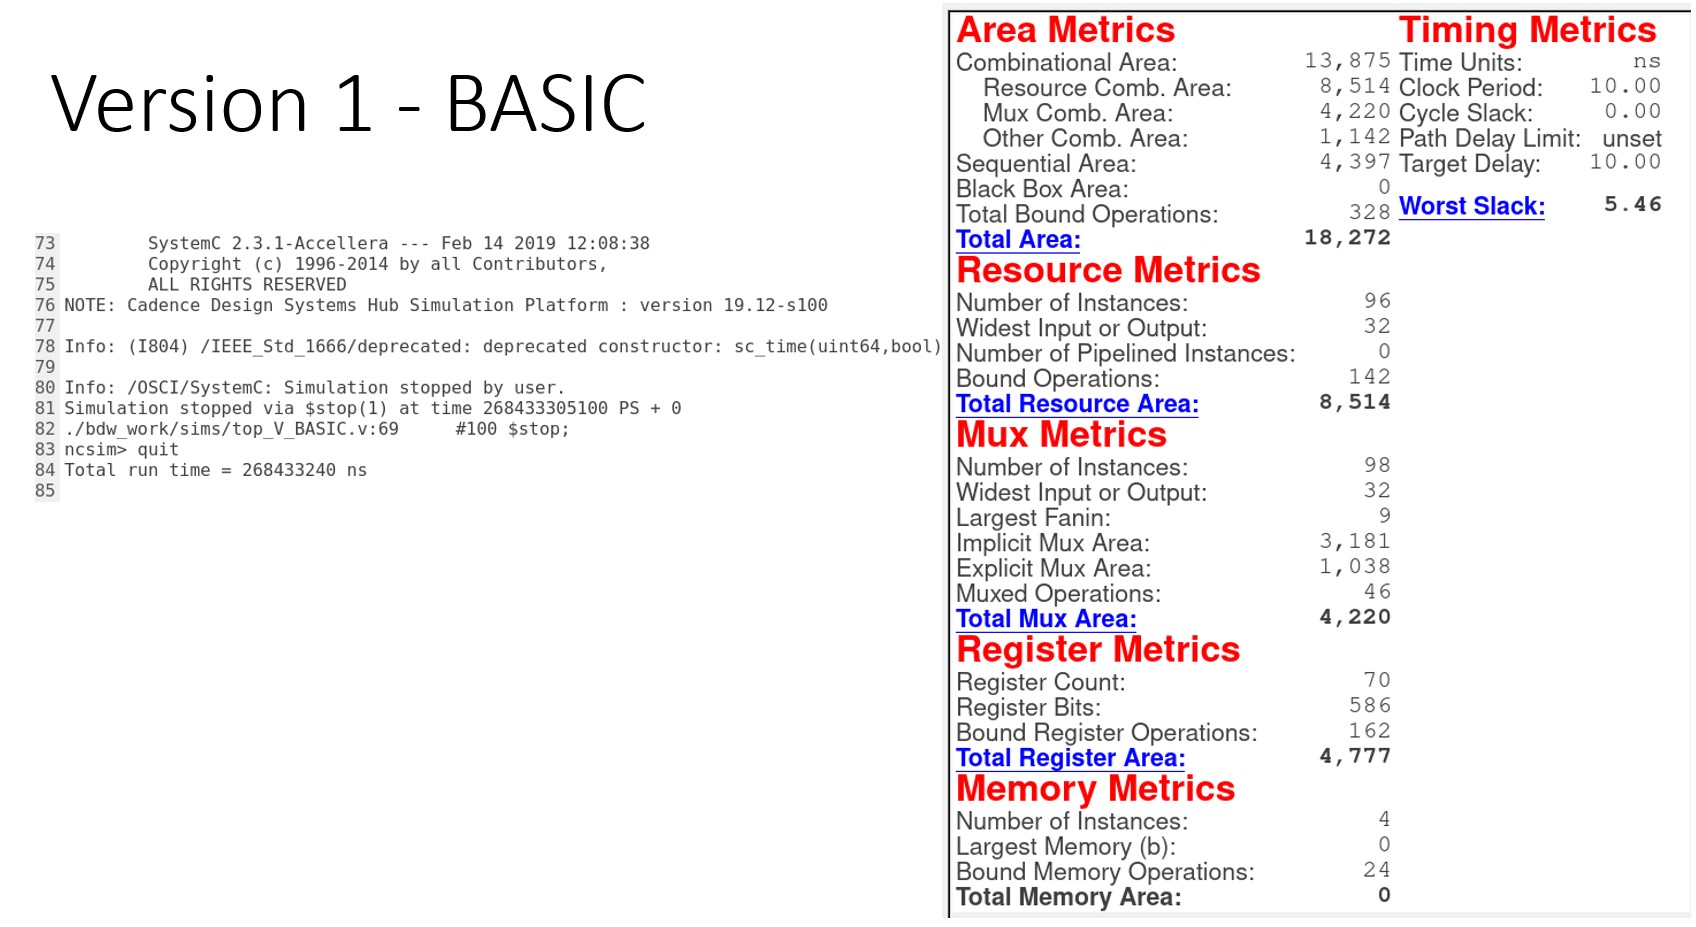 Version 1 - BASIC
73 SystemC 2.3.1-Accellera --- Feb 14 2019 12:08:38
74 Copyright (c) 1996-2014 by all Contributors,
75 ALL RIGHTS RESERVED
76 NOTE: Cadence Design Systems Hub Simulation Platform : version 19.12-s100
77
78 Info: (I804) /IEEE_Std_1666/deprecated: deprecated constructor: sc_time(uint64,bool)
79
80 Info: /OSCI/SystemC: Simulation stopped by user.
81 Simulation stopped via $stop(1) at time 268433305100 PS + 0
82 ./bdw_work/sims/top_V_BASIC.v:69 #100 $stop;
83 ncsim> quit
84 Total run time = 268433240 ns
85
Area Metrics
Combinational Area: 13,875
Resource Comb. Area: 8,514
Mux Comb. Area: 4,220
Other Comb. Area: 1,142
Sequential Area: 4,397
Black Box Area: 0
Total Bound Operations: 328
Total Area: 18,272
Resource Metrics
Number of Instances: 96
Widest Input or Output: 32
Number of Pipelined Instances: 0
Bound Operations: 142
Total Resource Area: 8,514
Mux Metrics
Number of Instances: 98
Widest Input or Output: 32
Largest Fanin: 9
Implicit Mux Area: 3,181
Explicit Mux Area: 1,038
Muxed Operations: 46
Total Mux Area: 4,220
Register Metrics
Register Count: 70
Register Bits: 586
Bound Register Operations: 162
Total Register Area: 4,777
Memory Metrics
Number of Instances: 4
Largest Memory (b): 0
Bound Memory Operations: 24
Total Memory Area: 0
Timing Metrics
Time Units: ns
Clock Period: 10.00
Cycle Slack: 0.00
Path Delay Limit: unset
Target Delay: 10.00
Worst Slack: 5.46